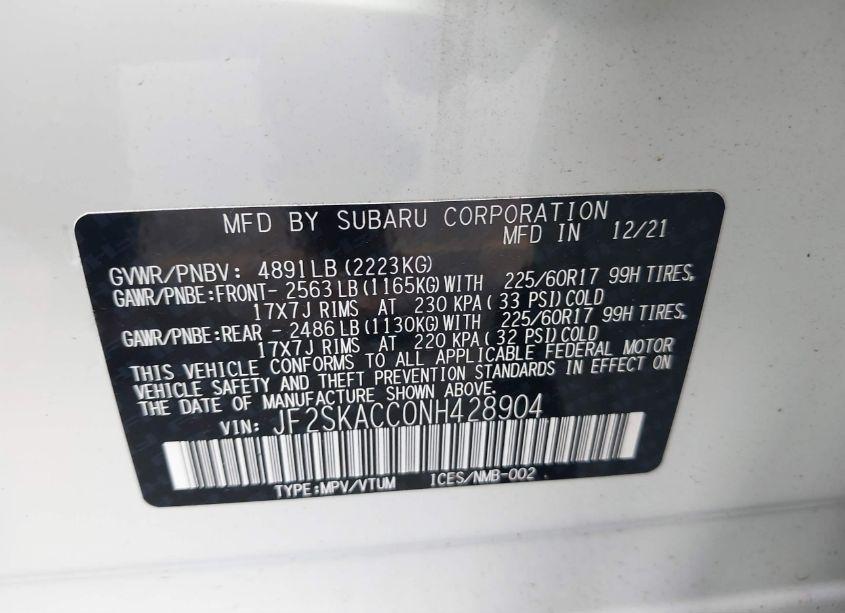 MFD BY SUBARU CORPORATION
MFD IN 12/21
GVWR/PNBV: 4891LB(2223KG)
GAWR/PNBE:FRONT- 2563LB(1165KG)WITH 225/60R17 99H TIRES,
17X7J RIMS AT 230 KPA( 33 PSI)COLD
GAWR/PNBE:REAR - 2486LB(1130KG)WITH 225/60R17 99H TIRES,
17X7J RIMS AT 220 KPA( 32 PSI)COLD
THIS VEHICLE CONFORMS TO ALL APPLICABLE FEDERAL MOTOR
VEHICLE SAFETY AND THEFT PREVENTION STANDARDS IN EFFECT ON
THE DATE OF MANUFACTURE SHOWN ABOVE.
VIN: JF2SKACC0NH428904
TYPE:MPV/VTUM ICES/NMB-002